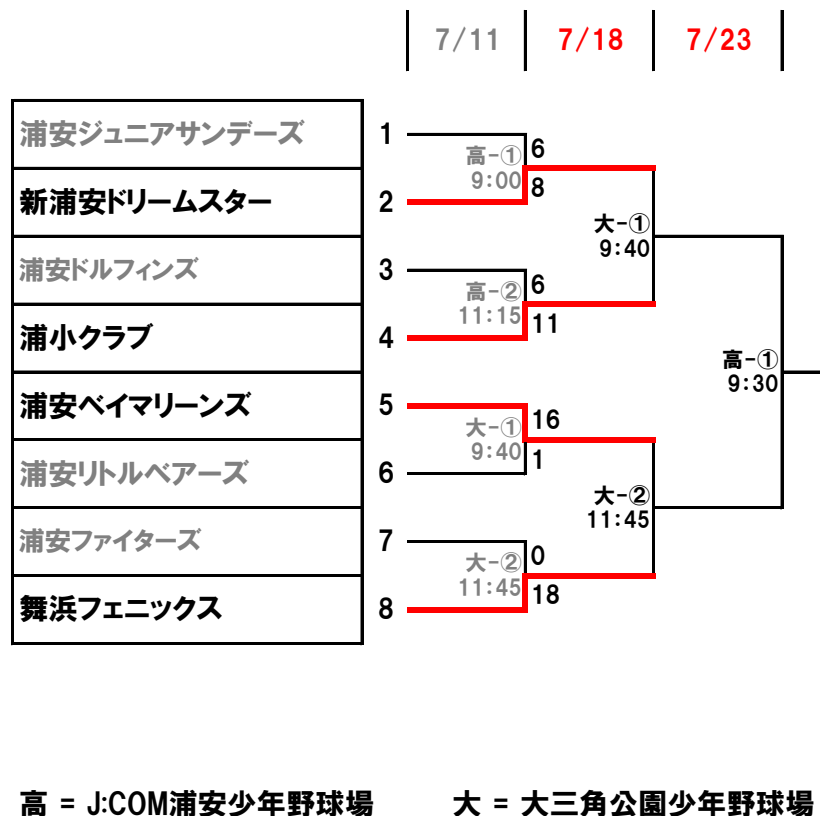 7/11 7/18 7/23
浦安ジュニアサンデーズ 1
高-① 6
9:00 8
新浦安ドリームスター 2
大-①
9:40
浦安ドルフィンズ 3
高-② 6
11:15 11
浦小クラブ 4
高-①
9:30
浦安ベイマリーンズ 5
大-① 16
9:40 1
浦安リトルベアーズ 6
大-②
11:45
浦安ファイターズ 7
大-② 0
11:45 18
舞浜フェニックス 8
高 = J:COM浦安少年野球場 大 = 大三角公園少年野球場